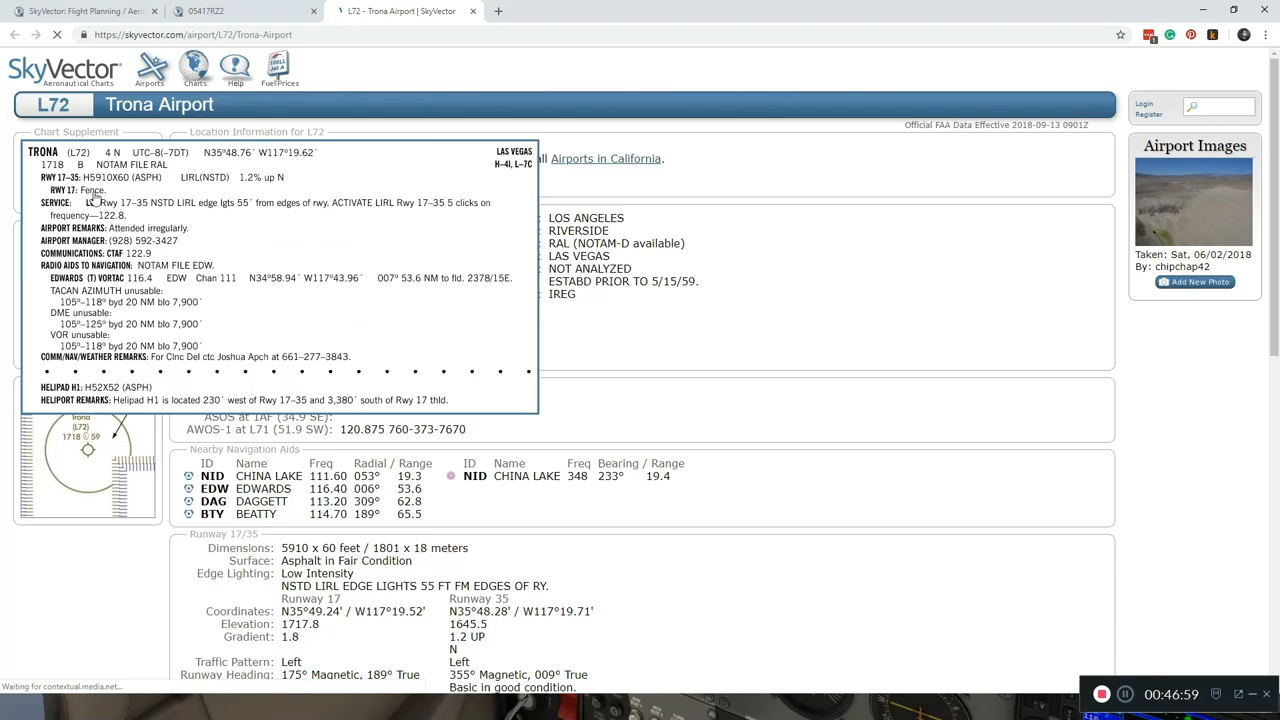 SkyVector: Flight Planning / Aero
05417RZ2
L72 - Trona Airport | SkyVector
https://skyvector.com/airport/L72/Trona-Airport
SkyVector
Aeronautical Charts
Airports
Charts
Help
100LL
Jet A
Fuel Prices
L72 Trona Airport
Login
Register
Official FAA Data Effective 2018-09-13 0901Z
Chart Supplement
Location Information for L72
TRONA (L72) 4 N UTC–8(–7DT) N35°48.76´ W117°19.62´ LAS VEGAS
1718 B NOTAM FILE RAL H–4I, L–7C
RWY 17–35: H5910X60 (ASPH) LIRL(NSTD) 1.2% up N
RWY 17: Fence.
SERVICE: Rwy 17–35 NSTD LIRL edge lgts 55´ from edges of rwy. ACTIVATE LIRL Rwy 17–35 5 clicks on
frequency—122.8.
AIRPORT REMARKS: Attended irregularly.
AIRPORT MANAGER: (928) 592-3427
COMMUNICATIONS: CTAF 122.9
RADIO AIDS TO NAVIGATION: NOTAM FILE EDW.
EDWARDS (T) VORTAC 116.4 EDW Chan 111 N34°58.94´ W117°43.96´ 007° 53.6 NM to fld. 2378/15E.
TACAN AZIMUTH unusable:
105°–118° byd 20 NM blo 7,900´
DME unusable:
105°–125° byd 20 NM blo 7,900´
VOR unusable:
105°–118° byd 20 NM blo 7,900´
COMM/NAV/WEATHER REMARKS: For Clnc Del ctc Joshua Apch at 661–277–3843.
HELIPAD H1: H52X52 (ASPH)
HELIPORT REMARKS: Helipad H1 is located 230´ west of Rwy 17–35 and 3,380´ south of Rwy 17 thld.
all Airports in California.
: LOS ANGELES
: RIVERSIDE
: RAL (NOTAM-D available)
: LAS VEGAS
: NOT ANALYZED
: ESTABD PRIOR TO 5/15/59.
: IREG
Airport Images
Taken: Sat, 06/02/2018
By: chipchap42
Add New Photo
Trona
(L72)
1718 59
ASOS at 1AF (34.9 SE):
AWOS-1 at L71 (51.9 SW): 120.875 760-373-7670
Nearby Navigation Aids
ID Name Freq Radial / Range ID Name Freq Bearing / Range
NID CHINA LAKE 111.60 053° 19.3 NID CHINA LAKE 348 233° 19.4
EDW EDWARDS 116.40 006° 53.6
DAG DAGGETT 113.20 309° 62.8
BTY BEATTY 114.70 189° 65.5
Runway 17/35
Dimensions: 5910 x 60 feet / 1801 x 18 meters
Surface: Asphalt in Fair Condition
Edge Lighting: Low Intensity
NSTD LIRL EDGE LIGHTS 55 FT FM EDGES OF RY.
Runway 17 Runway 35
Coordinates: N35°49.24' / W117°19.52' N35°48.28' / W117°19.71'
Elevation: 1717.8 1645.5
Gradient: 1.8 1.2 UP
N
Traffic Pattern: Left Left
Runway Heading: 175° Magnetic, 189° True 355° Magnetic, 009° True
Basic in good condition.
Waiting for contextual.media.net...
00:46:59